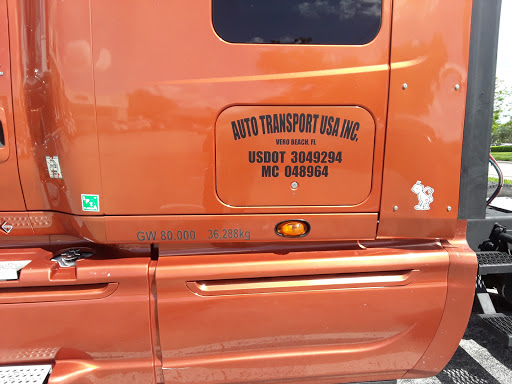 AUTO TRANSPORT USA INC.
VERO BEACH, FL
USDOT 3049294
MC 048964
GW 80.000 36.288kg